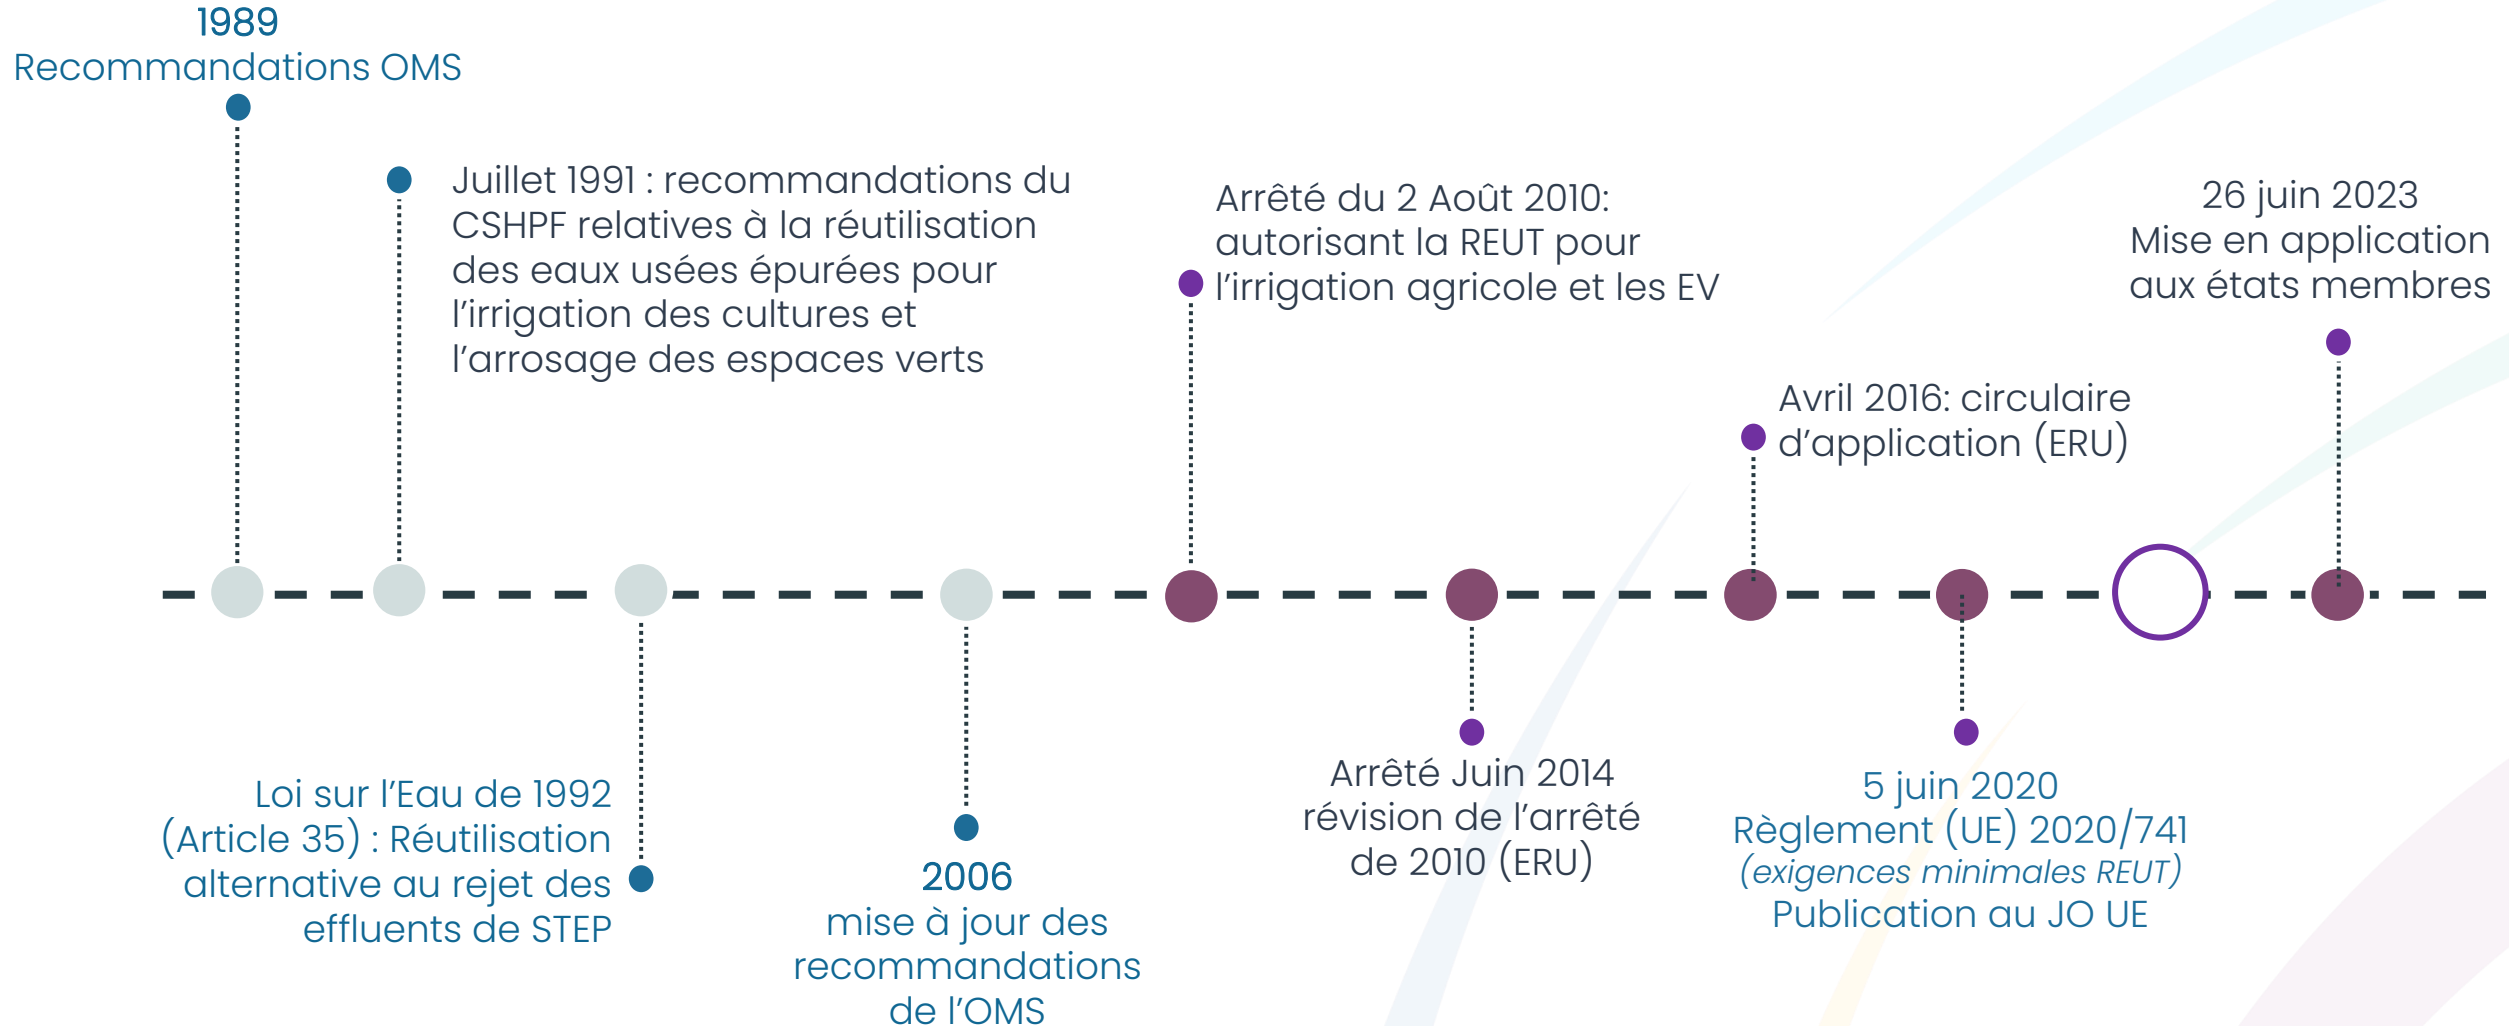 1989
Recommandations OMS
Juillet 1991 : recommandations du
CSHPF relatives à la réutilisation
des eaux usées épurées pour
l’irrigation des cultures et
l’arrosage des espaces verts
Loi sur l’Eau de 1992
(Article 35) : Réutilisation
alternative au rejet des
effluents de STEP
2006
mise à jour des
recommandations
de l’OMS
Arrêté du 2 Août 2010:
autorisant la REUT pour
l’irrigation agricole et les EV
Arrêté Juin 2014
révision de l’arrêté
de 2010 (ERU)
Avril 2016: circulaire
d’application (ERU)
5 juin 2020
Règlement (UE) 2020/741
(exigences minimales REUT)
Publication au JO UE
26 juin 2023
Mise en application
aux états membres